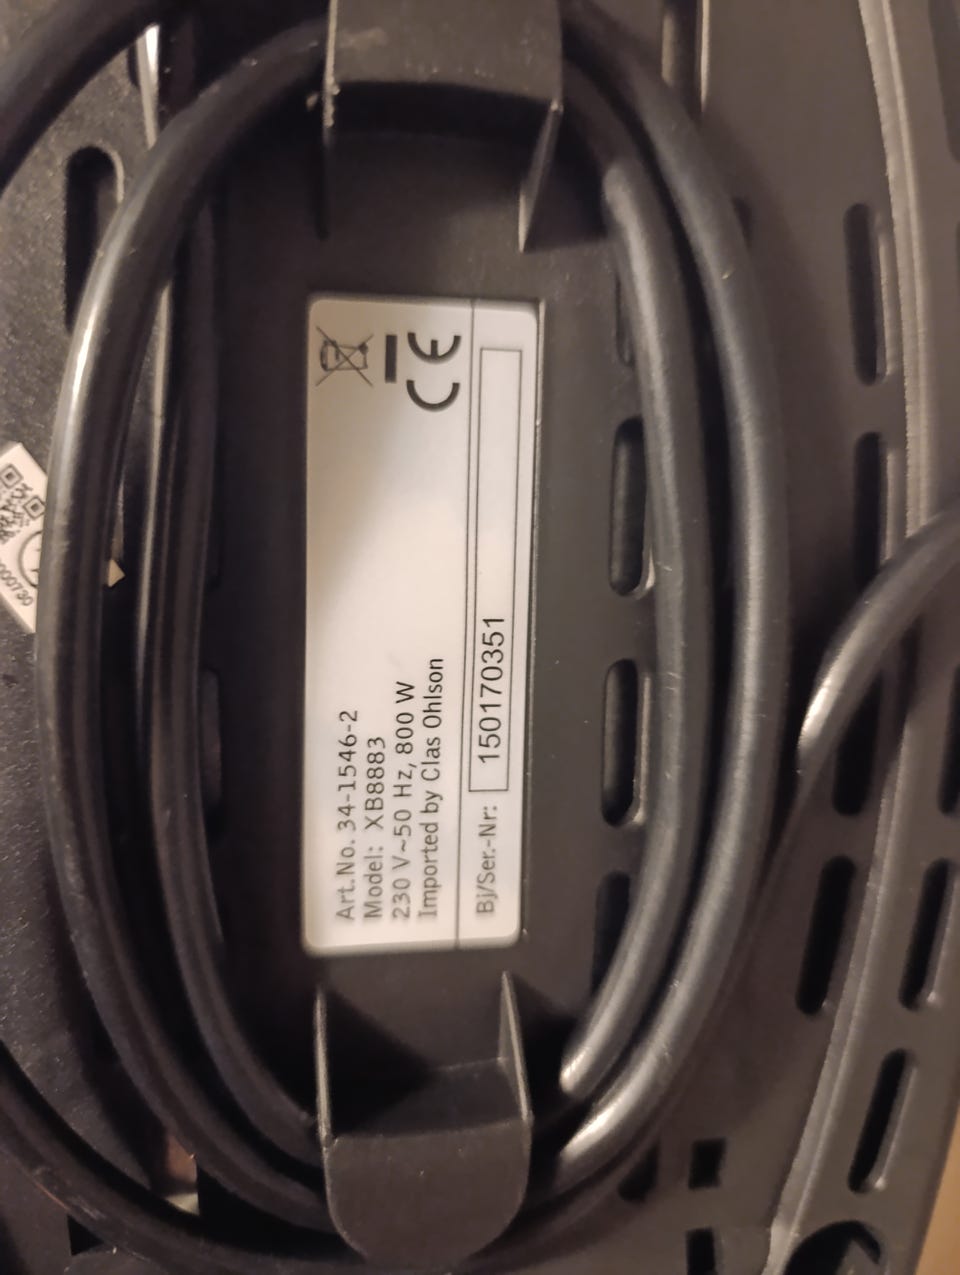 Art.No. 34-1546-2
Model: XB8883
230 V~50 Hz, 800 W
Imported by Clas Ohlson
CE
Bj/Ser.-Nr: 150170351